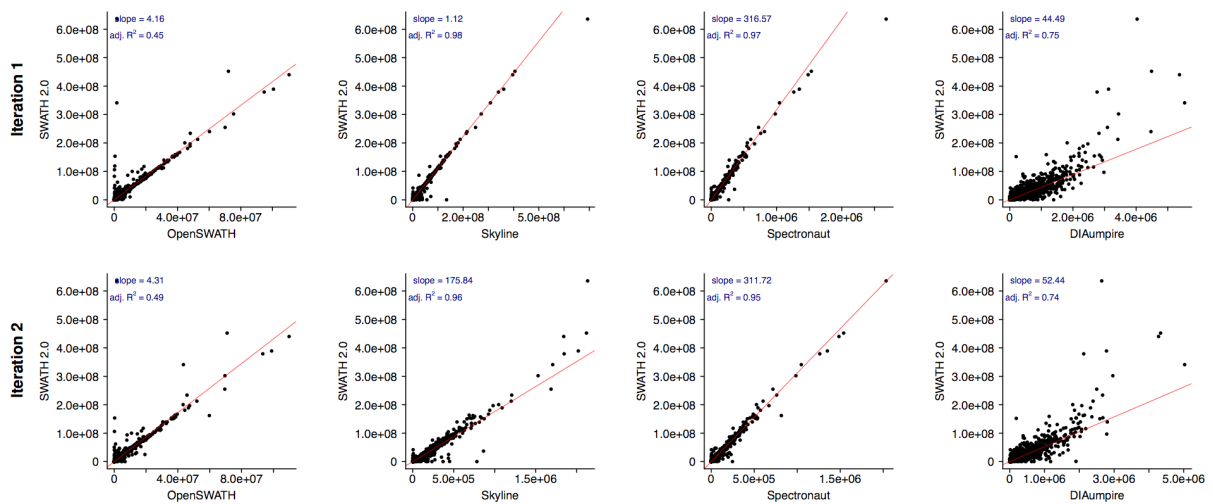 Iteration 1
SWATH 2.0
slope = 4.16
adj. R² = 0.45
6.0e+08
5.0e+08
4.0e+08
3.0e+08
2.0e+08
1.0e+08
0
0
4.0e+07
8.0e+07
OpenSWATH
SWATH 2.0
slope = 1.12
adj. R² = 0.98
6.0e+08
5.0e+08
4.0e+08
3.0e+08
2.0e+08
1.0e+08
0
0
2.0e+08
5.0e+08
Skyline
SWATH 2.0
slope = 316.57
adj. R² = 0.97
6.0e+08
5.0e+08
4.0e+08
3.0e+08
2.0e+08
1.0e+08
0
0
1.0e+06
2.0e+06
Spectronaut
SWATH 2.0
slope = 44.49
adj. R² = 0.75
6.0e+08
5.0e+08
4.0e+08
3.0e+08
2.0e+08
1.0e+08
0
0
2.0e+06
4.0e+06
DIAumpire
Iteration 2
SWATH 2.0
slope = 4.31
adj. R² = 0.49
6.0e+08
5.0e+08
4.0e+08
3.0e+08
2.0e+08
1.0e+08
0
0
4.0e+07
8.0e+07
OpenSWATH
SWATH 2.0
slope = 175.84
adj. R² = 0.96
6.0e+08
5.0e+08
4.0e+08
3.0e+08
2.0e+08
1.0e+08
0
0
5.0e+05
1.5e+06
Skyline
SWATH 2.0
slope = 311.72
adj. R² = 0.95
6.0e+08
5.0e+08
4.0e+08
3.0e+08
2.0e+08
1.0e+08
0
0
5.0e+05
1.5e+06
Spectronaut
SWATH 2.0
slope = 52.44
adj. R² = 0.74
6.0e+08
5.0e+08
4.0e+08
3.0e+08
2.0e+08
1.0e+08
0
0
1.0e+06
3.0e+06
5.0e+06
DIAumpire